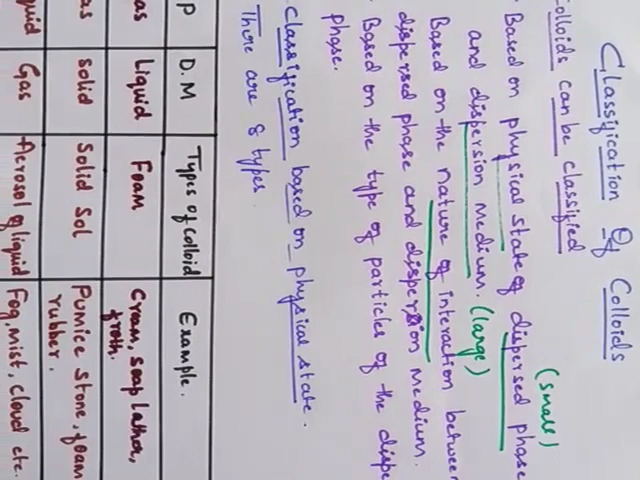 Classification Of Colloids
Colloids can be classified
Based on physical state of dispersed phase
(small)
and dispersion medium. (large)
Based on the nature of interaction between
dispersed phase and dispersion medium.
Based on the type of particles of the dispe
phase.
Classification based on physical state.
There are 8 types.
P D.M Types of colloid Example.
as Liquid Foam Cream, soap lather,
froth.
as Solid Solid Sol Pumice stone, foam
rubber.
quid Gas Aerosol of liquid Fog, mist, cloud etc.